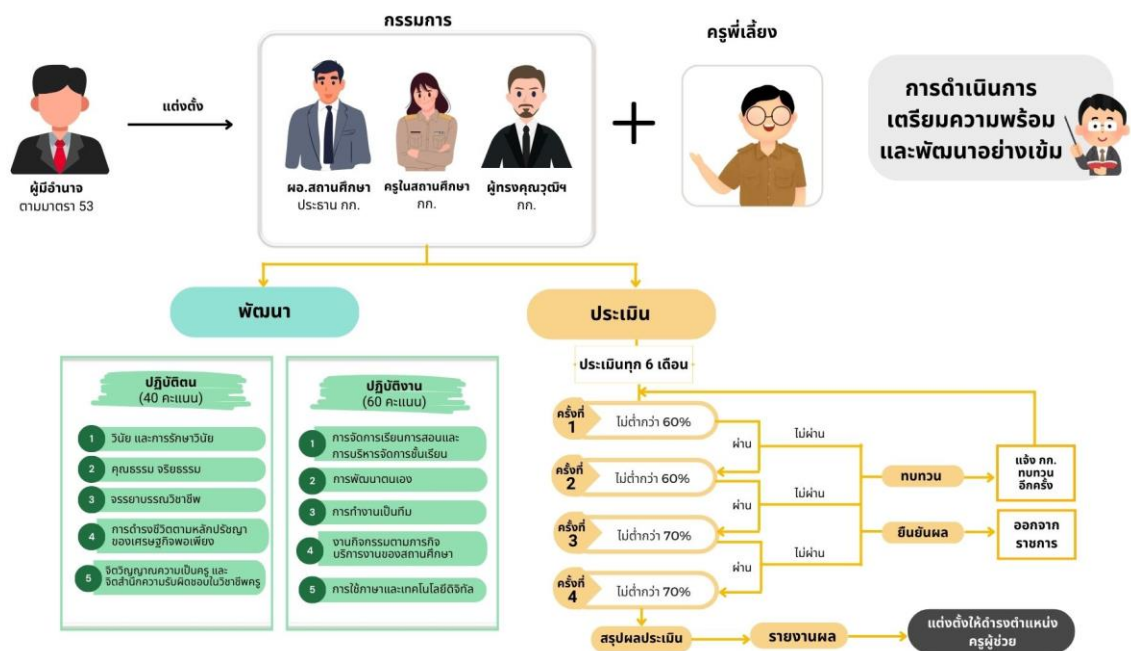 กรรมการ
ครูพี่เลี้ยง
แต่งตั้ง
การดำเนินการ
เตรียมความพร้อม
และพัฒนาอย่างเข้ม
ผู้มีอำนาจ
ตามมาตรา 53
ผอ.สถานศึกษา
ประธาน กก.
ครูในสถานศึกษา
กก.
ผู้ทรงคุณวุฒิฯ
กก.
พัฒนา
ประเมิน
ประเมินทุก 6 เดือน
ปฏิบัติตน
(40 คะแนน)
1 วินัย และการรักษาวินัย
2 คุณธรรม จริยธรรม
3 จรรยาบรรณวิชาชีพ
4 การดำรงชีวิตตามหลักปรัชญา
ของเศรษฐกิจพอเพียง
5 จิตวิญญาณความเป็นครู และ
จิตสำนึกความรับผิดชอบในวิชาชีพครู
ปฏิบัติงาน
(60 คะแนน)
1 การจัดการเรียนการสอนและ
การบริหารจัดการชั้นเรียน
2 การพัฒนาตนเอง
3 การทำงานเป็นทีม
4 งานกิจกรรมตามภารกิจ
บริการงานของสถานศึกษา
5 การใช้ภาษาและเทคโนโลยีดิจิทัล
ครั้งที่
1
ไม่ต่ำกว่า 60%
ผ่าน
ไม่ผ่าน
ครั้งที่
2
ไม่ต่ำกว่า 60%
ผ่าน
ไม่ผ่าน
ครั้งที่
3
ไม่ต่ำกว่า 70%
ผ่าน
ไม่ผ่าน
ครั้งที่
4
ไม่ต่ำกว่า 70%
ทบทวน
แจ้ง กก.
ทบทวน
อีกครั้ง
ยืนยันผล
ออกจาก
ราชการ
สรุปผลประเมิน
รายงานผล
แต่งตั้งให้ดำรงตำแหน่ง
ครูผู้ช่วย